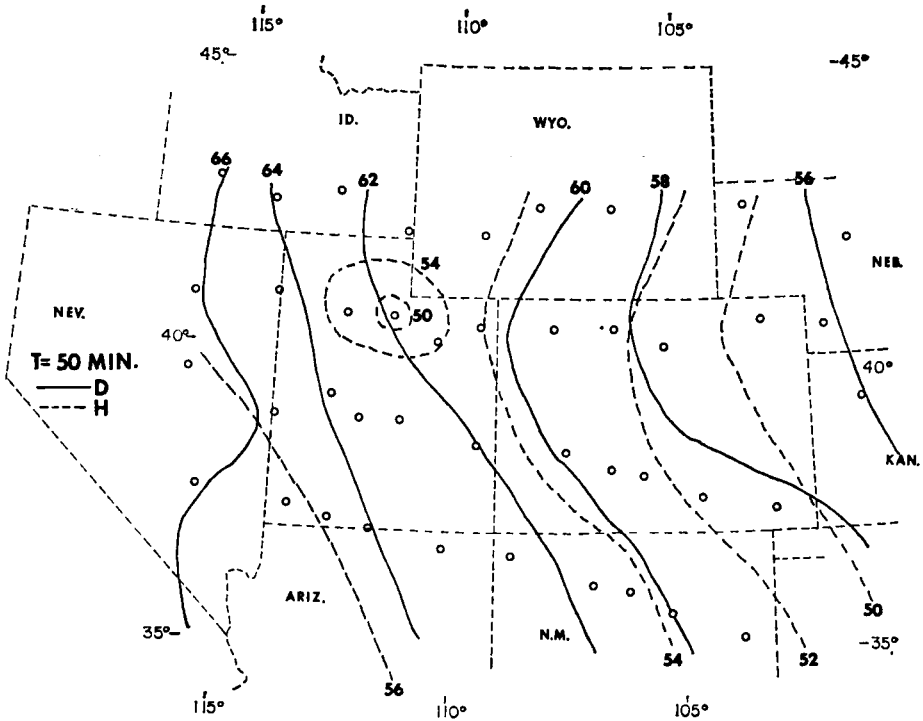 115° 110° 105°
45° -45°
ID. WYO.
66 64 62 60 58 56
54 NEB.
50
NEV.
40° 40°
T= 50 MIN.
D
H
KAN.
ARIZ.
50
35° N.M. -35°
54 52
56
115° 110° 105°